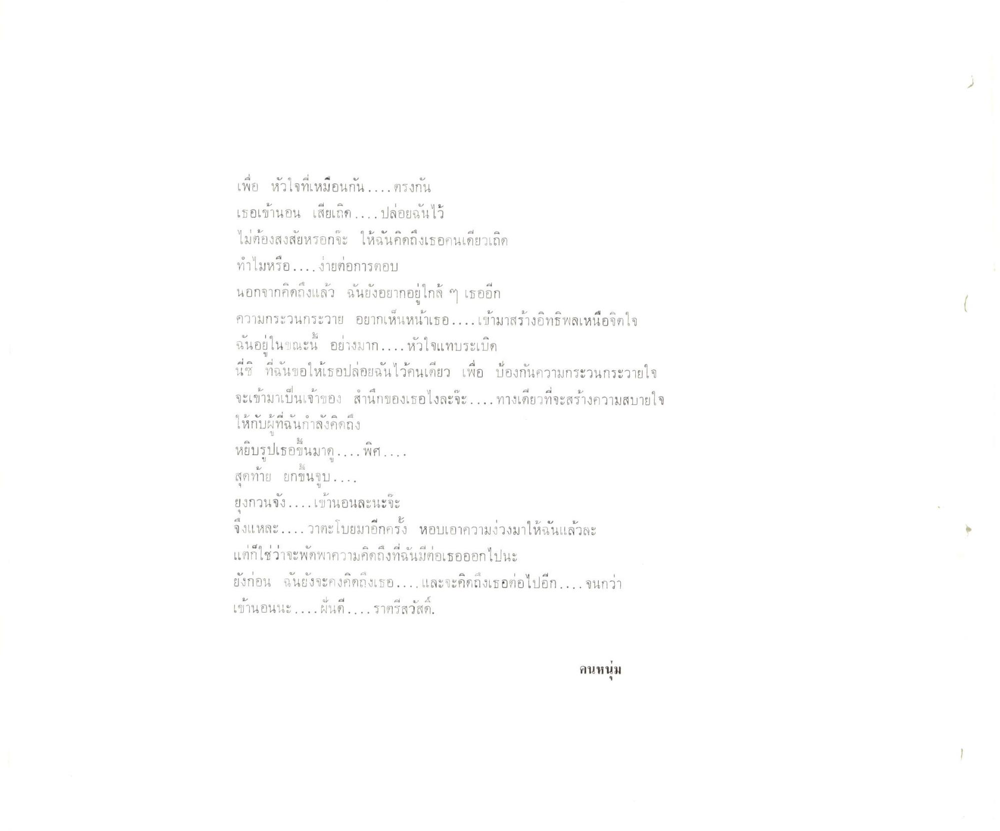 เพื่อ หัวใจที่เหมือนกัน....ตรงกัน
เธอเข้านอน เสียเถิด....ปล่อยฉันไว้
ไม่ต้องสงสัยหรอกจ๊ะ ให้ฉันคิดถึงเธอคนเดียวเถิด
ทำไมหรือ....ง่ายต่อการตอบ
นอกจากคิดถึงแล้ว ฉันยังอยากอยู่ใกล้ ๆ เธออีก
ความกระวนกระวาย อยากเห็นหน้าเธอ....เข้ามาสร้างอิทธิพลเหนือจิตใจ
ฉันอยู่ในขณะนี้ อย่างมาก....หัวใจแทบระเบิด
นี่ซิ ที่ฉันขอให้เธอปล่อยฉันไว้คนเดียว เพื่อ ป้องกันความกระวนกระวายใจ
จะเข้ามาเป็นเจ้าของ สำนึกของเธอไงละจ๊ะ....ทางเดียวที่จะสร้างความสบายใจ
ให้กับผู้ที่ฉันกำลังคิดถึง
หยิบรูปเธอขึ้นมาดู....พิศ....
สุดท้าย ยกขึ้นจูบ....
ยุงกวนจัง....เข้านอนละนะจ๊ะ
จึงแหละ....วาตะโบยมาอีกครั้ง หอบเอาความง่วงมาให้ฉันแล้วละ
แต่ก็ใช่ว่าจะพัดพาความคิดถึงที่ฉันมีต่อเธอออกไปนะ
ยังก่อน ฉันยังจะคงคิดถึงเธอ....และจะคิดถึงเธอต่อไปอีก....จนกว่า
เข้านอนนะ....ฝันดี....ราตรีสวัสดิ์.
คนหนุ่ม